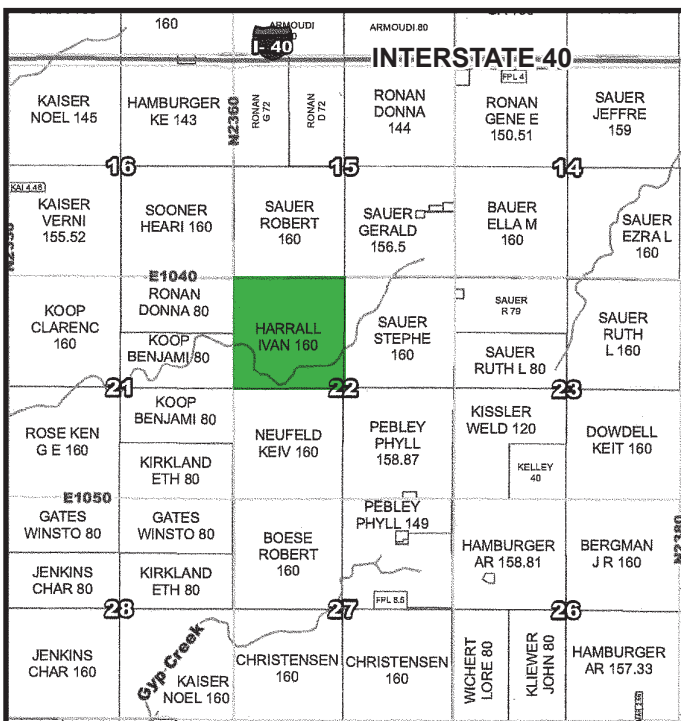 160
ARMOUDI
I-40
ARMOUDI 80
INTERSTATE 40
FPL 4
KAISER
NOEL 145
HAMBURGER
KE 143
N2360
RONAN
G 72
RONAN
D 72
RONAN
DONNA
144
RONAN
GENE E
150.51
SAUER
JEFFRE
159
16
15
14
KAI 4.48
KAISER
VERNI
155.52
SOONER
HEARI 160
SAUER
ROBERT
160
SAUER
GERALD
156.5
BAUER
ELLA M
160
SAUER
EZRA L
160
E1040
KOOP
CLARENC
160
RONAN
DONNA 80
KOOP
BENJAMI 80
HARRALL
IVAN 160
SAUER
STEPHE
160
SAUER
R 79
SAUER
RUTH L 80
SAUER
RUTH
L 160
21
22
23
ROSE KEN
G E 160
KOOP
BENJAMI 80
KIRKLAND
ETH 80
NEUFELD
KEIV 160
PEBLEY
PHYLL
158.87
KISSLER
WELD 120
KELLEY
40
DOWDELL
KEIT 160
E1050
GATES
WINSTO 80
GATES
WINSTO 80
BOESE
ROBERT
160
PEBLEY
PHYLL 149
HAMBURGER
AR 158.81
BERGMAN
J R 160
N2380
JENKINS
CHAR 80
KIRKLAND
ETH 80
FPL 8.5
28
27
26
JENKINS
CHAR 160
Gyp Creek
KAISER
NOEL 160
CHRISTENSEN
160
CHRISTENSEN
160
WICHERT
LORE 80
KLIEWER
JOHN 80
HAMBURGER
AR 157.33